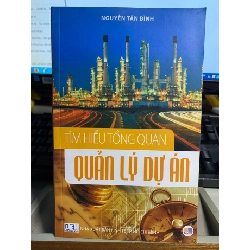 NGUYỄN TẤN BÌNH
TÌM HIỂU TỔNG QUAN
QUẢN LÝ DỰ ÁN